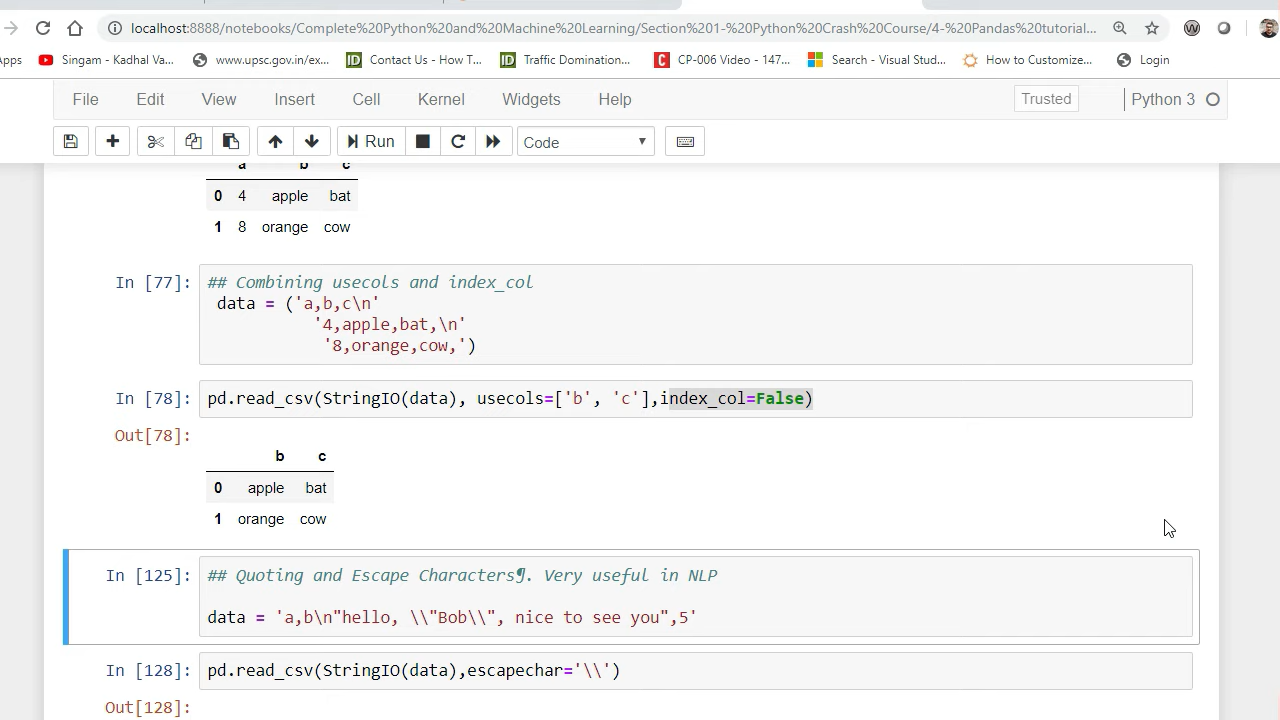 localhost:8888/notebooks/Complete%20Python%20and%20Machine%20Learning/Section%201-%20Python%20Crash%20Course/4-%20Pandas%20tutorial...
Apps Singam - Kadhal Va... www.upsc.gov.in/ex... ID Contact Us - How T... ID Traffic Domination... C CP-006 Video - 147... Search - Visual Stud... How to Customize... Login
File Edit View Insert Cell Kernel Widgets Help Trusted Python 3
Run Code
a b c
0 4 apple bat
1 8 orange cow
In [77]: ## Combining usecols and index_col
data = ('a,b,c\n'
'4,apple,bat,\n'
'8,orange,cow,')
In [78]: pd.read_csv(StringIO(data), usecols=['b', 'c'],index_col=False)
Out[78]:
b c
0 apple bat
1 orange cow
In [125]: ## Quoting and Escape Characters¶. Very useful in NLP
data = 'a,b\n"hello, \\"Bob\\", nice to see you",5'
In [128]: pd.read_csv(StringIO(data),escapechar='\\')
Out[128]: